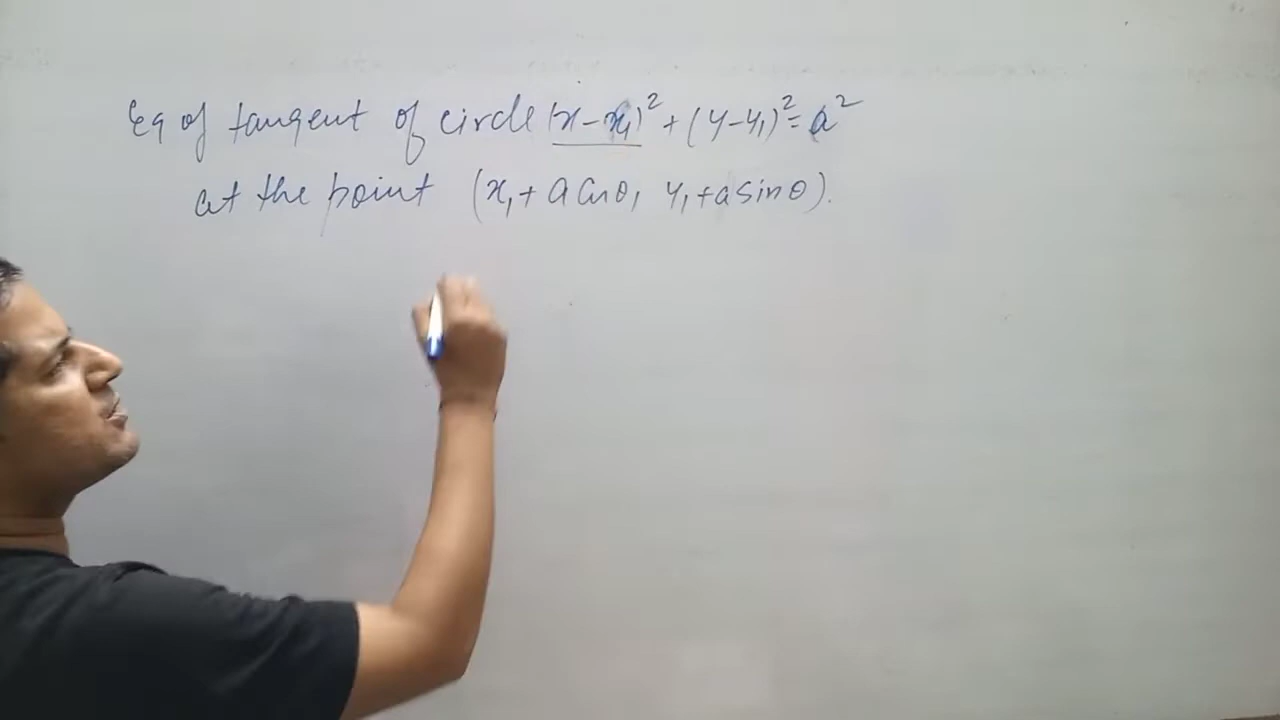 Eq of tangent of circle (x-x₁)²+(y-y₁)²=a²
at the point (x₁+a cosθ, y₁+a sinθ).